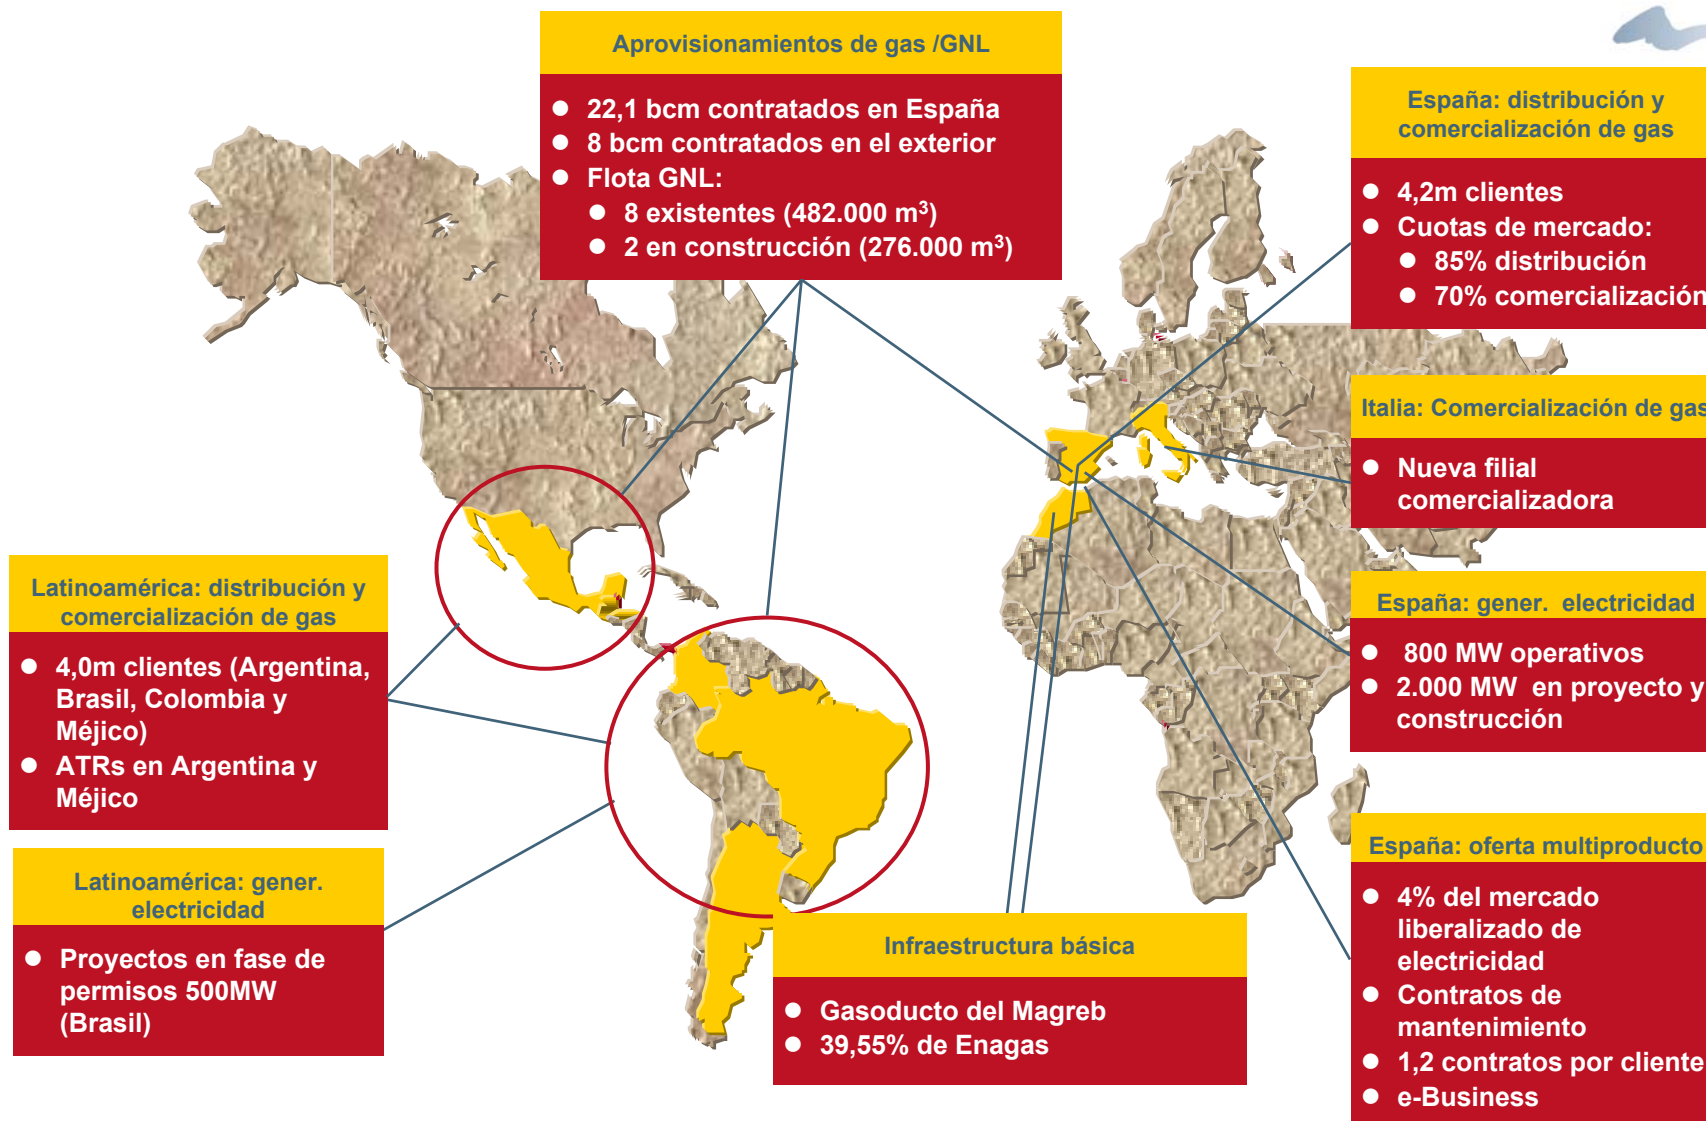 Aprovisionamientos de gas /GNL
22,1 bcm contratados en España
8 bcm contratados en el exterior
Flota GNL:
8 existentes (482.000 m³)
2 en construcción (276.000 m³)
España: distribución y
comercialización de gas
4,2m clientes
Cuotas de mercado:
85% distribución
70% comercialización
Italia: Comercialización de gas
Nueva filial
comercializadora
España: gener. electricidad
800 MW operativos
2.000 MW en proyecto y
construcción
España: oferta multiproducto
4% del mercado
liberalizado de
electricidad
Contratos de
mantenimiento
1,2 contratos por cliente
e-Business
Latinoamérica: distribución y
comercialización de gas
4,0m clientes (Argentina,
Brasil, Colombia y
Méjico)
ATRs en Argentina y
Méjico
Latinoamérica: gener.
electricidad
Proyectos en fase de
permisos 500MW
(Brasil)
Infraestructura básica
Gasoducto del Magreb
39,55% de Enagas